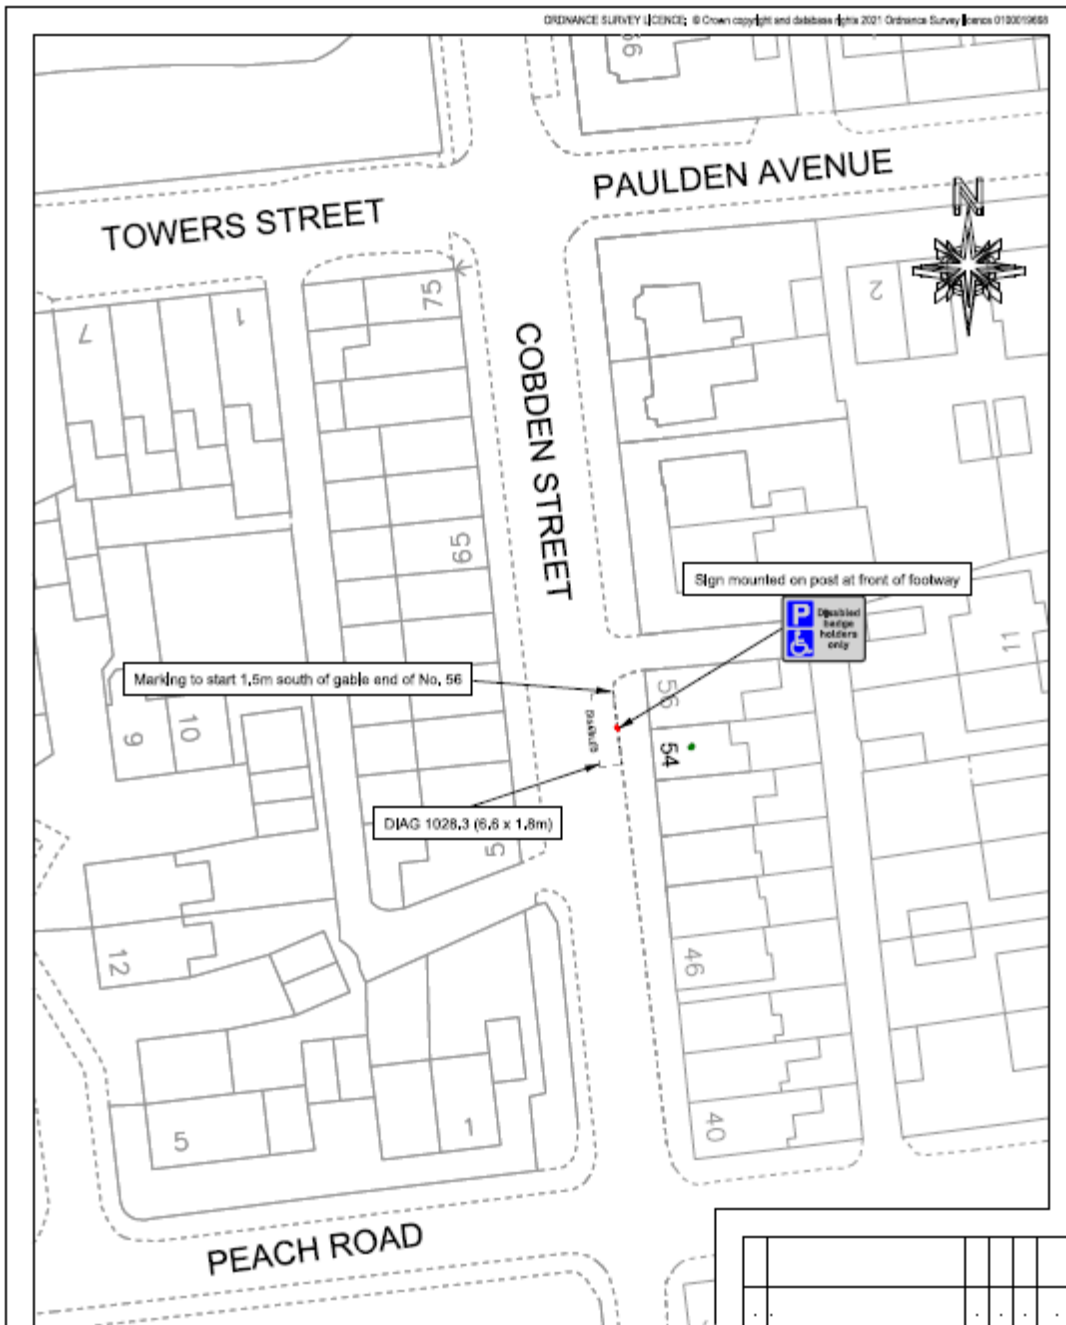 ORDNANCE SURVEY LICENCE; © Crown copyright and database rights 2021 Ordnance Survey licence 0100019668
96
PAULDEN AVENUE
TOWERS STREET
N
7
1
75
2
COBDEN STREET
65
Sign mounted on post at front of footway
P
Disabled
badge
holders
only
11
Marking to start 1.5m south of gable end of No. 56
56
DISABLED
54
9
10
DIAG 1028.3 (6.6 x 1.8m)
5
46
12
40
5
1
PEACH ROAD